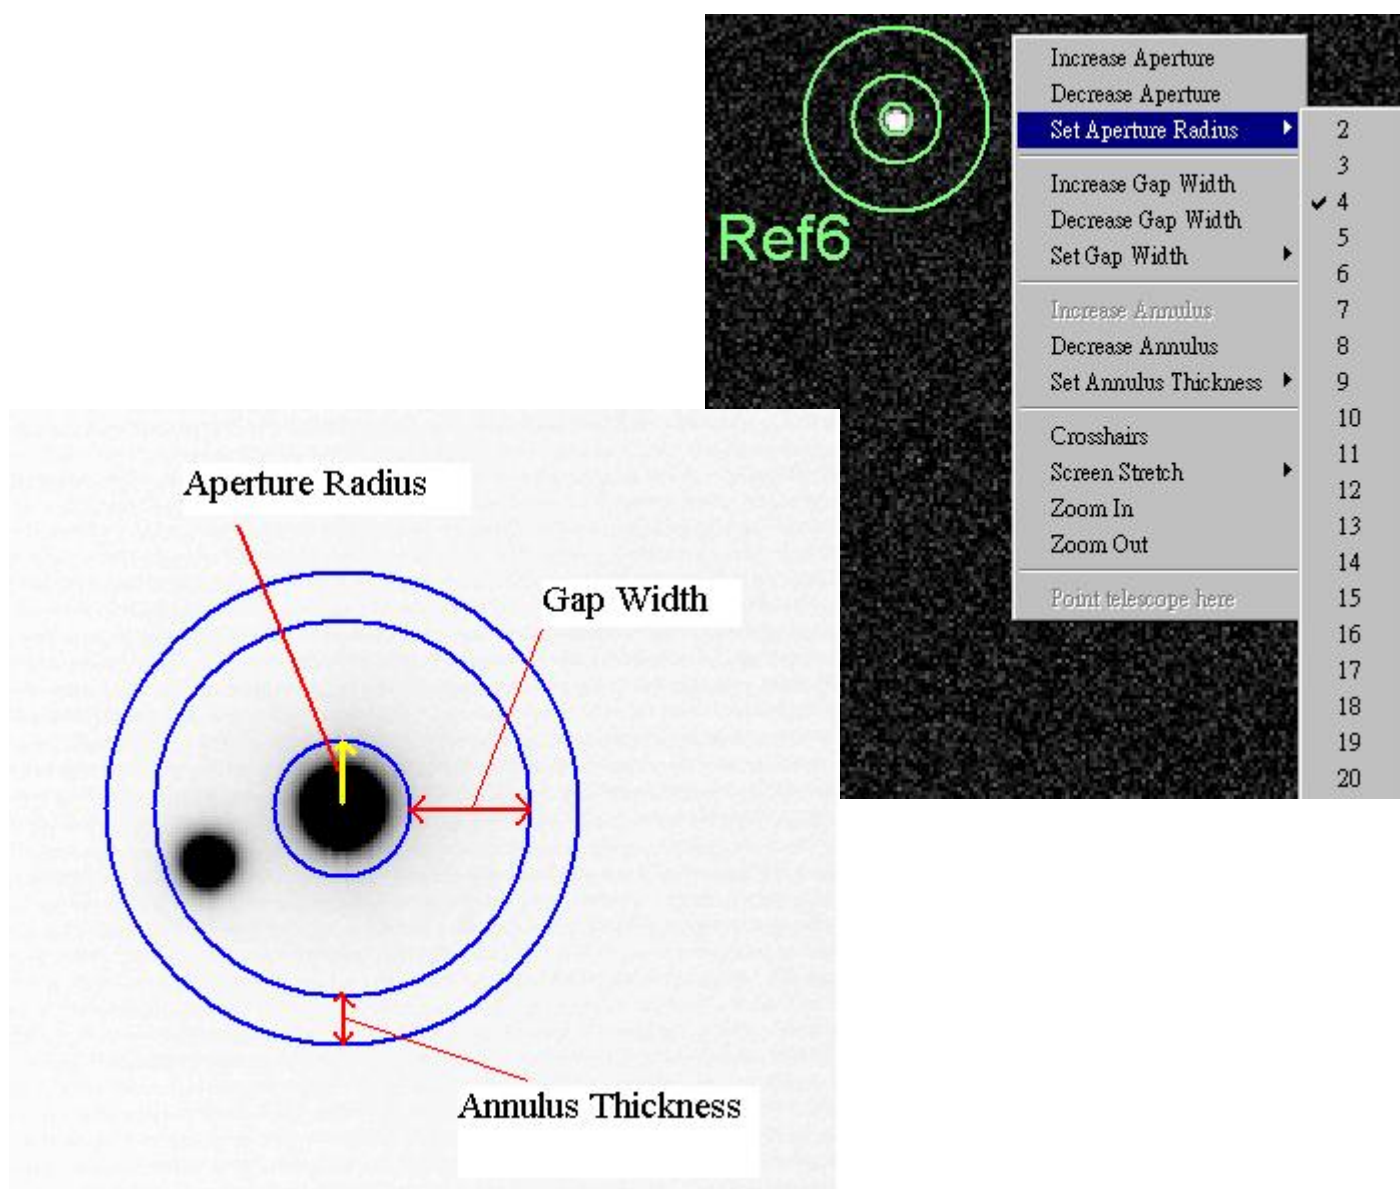 Ref6
Increase Aperture
Decrease Aperture
Set Aperture Radius
Increase Gap Width
Decrease Gap Width
Set Gap Width
Increase Annulus
Decrease Annulus
Set Annulus Thickness
Crosshairs
Screen Stretch
Zoom In
Zoom Out
Point telescope here
2
3
4
5
6
7
8
9
10
11
12
13
14
15
16
17
18
19
20
Aperture Radius
Gap Width
Annulus Thickness